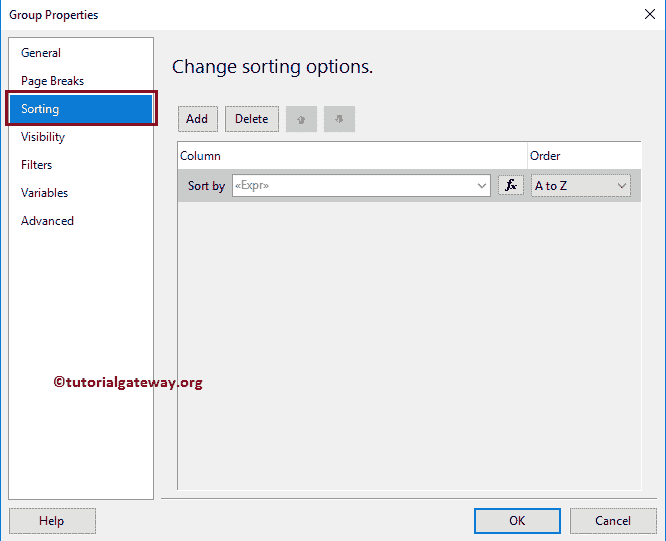 Group Properties
General
Page Breaks
Sorting
Visibility
Filters
Variables
Advanced
Change sorting options.
Add Delete
Column Order
Sort by «Expr» fx A to Z
©tutorialgateway.org
Help OK Cancel